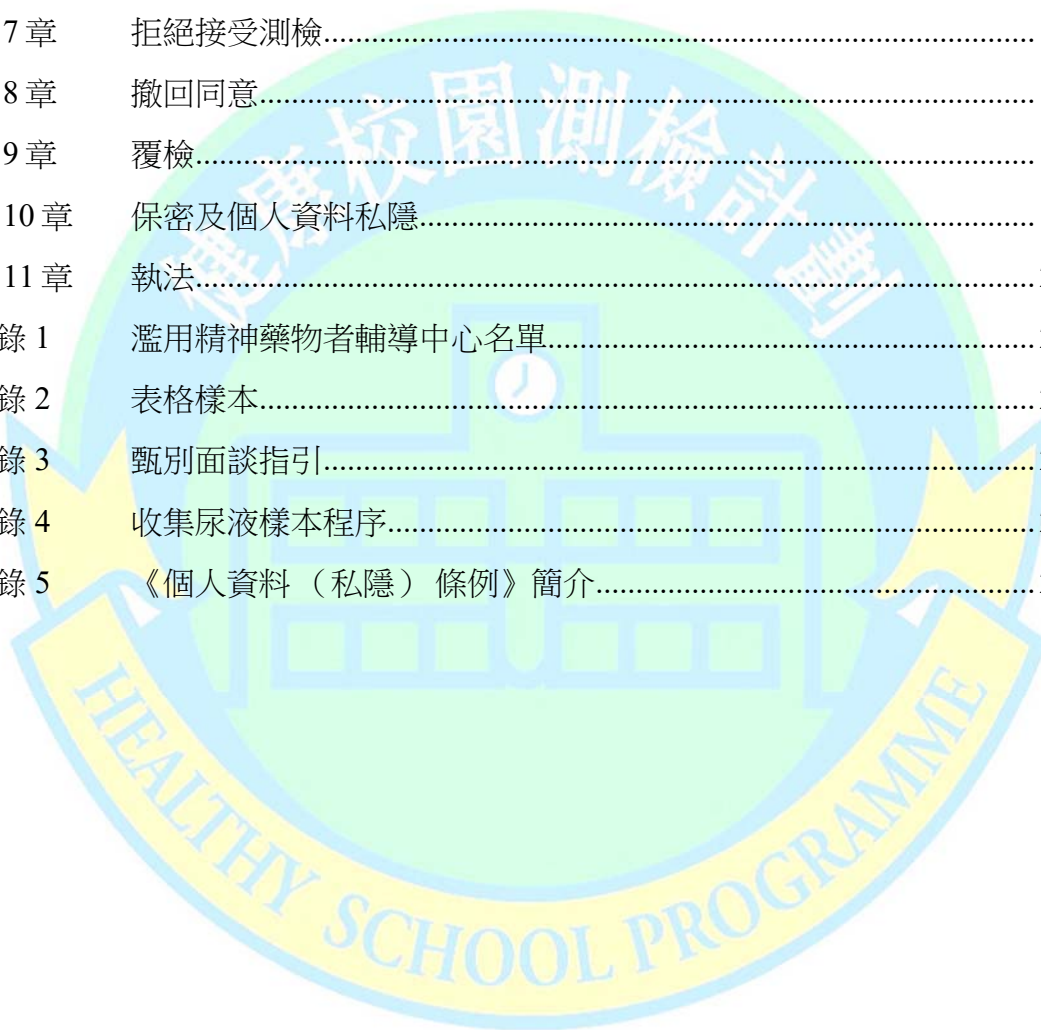 7 章 拒絕接受測檢................................................................................
8 章 撤回同意................................................................................
9 章 覆檢................................................................................
10 章 保密及個人資料私隱................................................................................
11 章 執法................................................................................
錄 1 濫用精神藥物者輔導中心名單................................................................................
錄 2 表格樣本................................................................................
錄 3 甄別面談指引................................................................................
錄 4 收集尿液樣本程序................................................................................
錄 5 《個人資料 （私隱） 條例》簡介................................................................................
健康校園測檢計劃
HEALTHY SCHOOL PROGRAMME